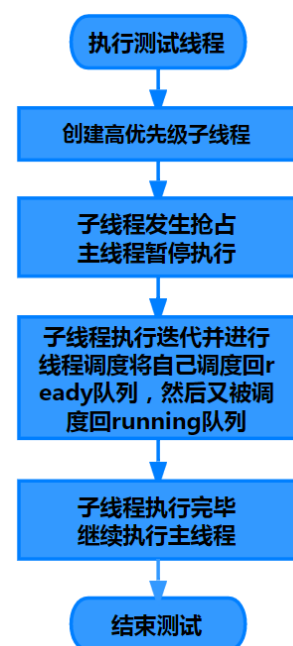 执行测试线程
创建高优先级子线程
子线程发生抢占
主线程暂停执行
子线程执行迭代并进行
线程调度将自己调度回r
eady队列，然后又被调
度回running队列
子线程执行完毕
继续执行主线程
结束测试